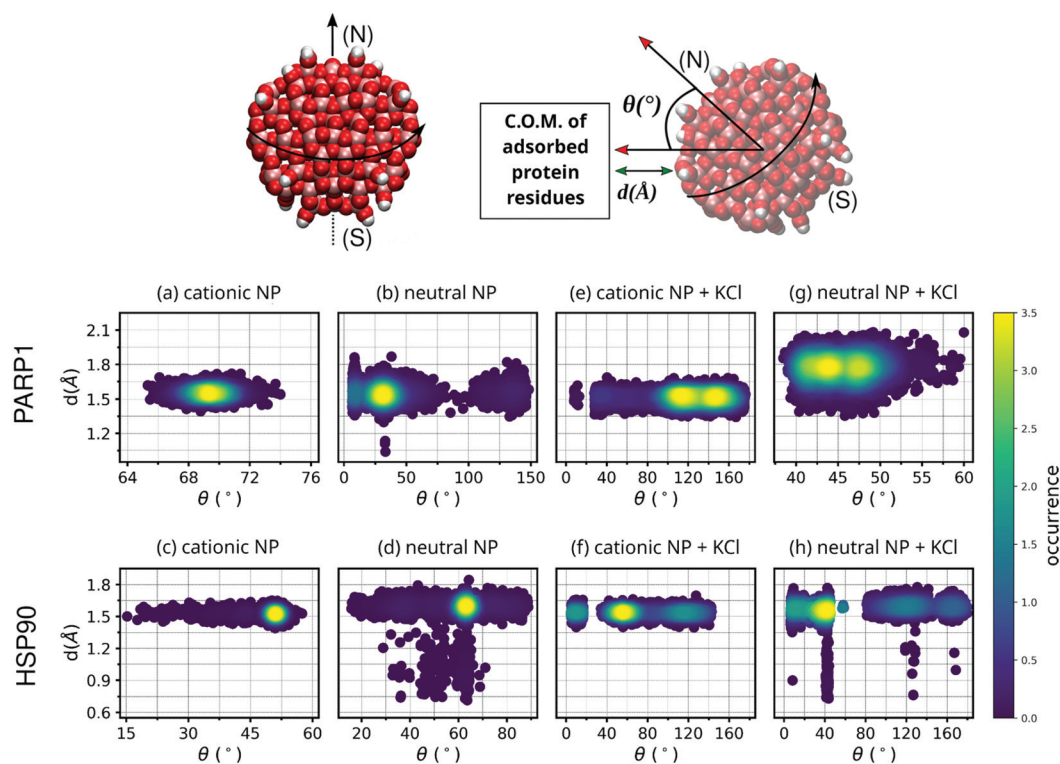 (N)
(S)
(N)
θ(°)
C.O.M. of
adsorbed
protein
residues
d(Å)
(S)
(a) cationic NP
(b) neutral NP
(e) cationic NP + KCl
(g) neutral NP + KCl
PARP1
d(Å)
2.1
1.8
1.5
1.2
64 68 72 76
0 50 100 150
0 60 120 180
40 45 50 55 60
θ (°)
θ (°)
θ (°)
θ (°)
(c) cationic NP
(d) neutral NP
(f) cationic NP + KCl
(h) neutral NP + KCl
HSP90
d(Å)
1.8
1.5
1.2
0.9
0.6
15 30 45 60
20 40 60 80
0 40 80 120 160
0 40 80 120 160
θ (°)
θ (°)
θ (°)
θ (°)
3.5
3.0
2.5
2.0
1.5
1.0
0.5
0.0
occurrence